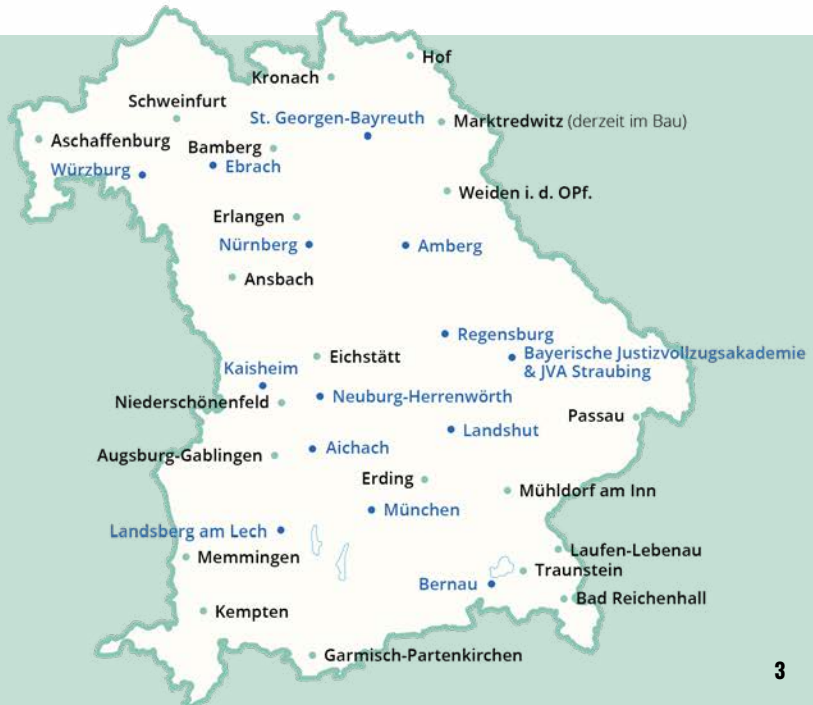 Hof
Kronach
Schweinfurt
St. Georgen-Bayreuth
Marktredwitz (derzeit im Bau)
Aschaffenburg
Bamberg
Würzburg
Ebrach
Weiden i. d. OPf.
Erlangen
Nürnberg
Amberg
Ansbach
Regensburg
Bayerische Justizvollzugsakademie
& JVA Straubing
Eichstätt
Kaisheim
Neuburg-Herrenwörth
Niederschönenfeld
Passau
Landshut
Aichach
Augsburg-Gablingen
Erding
Mühldorf am Inn
München
Landsberg am Lech
Laufen-Lebenau
Memmingen
Traunstein
Bernau
Bad Reichenhall
Kempten
Garmisch-Partenkirchen
3